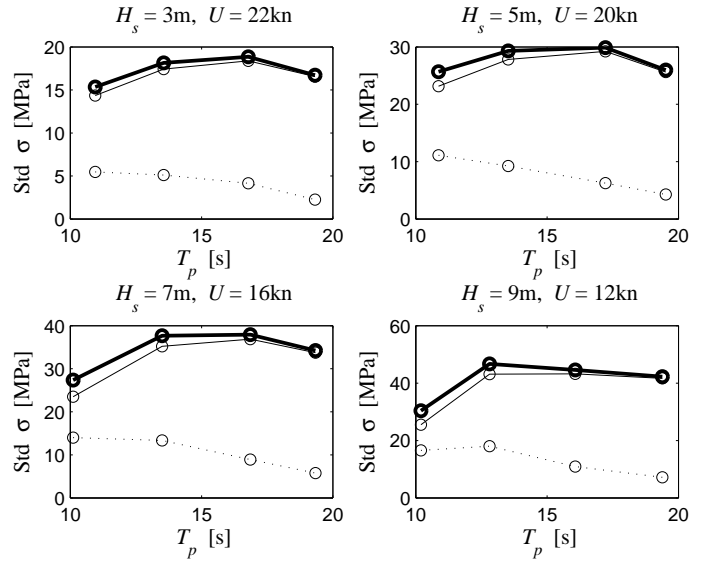 H_s = 3m, U = 22kn
20
15
10
5
0
Std σ [MPa]
10 15 20
T_p [s]
H_s = 5m, U = 20kn
30
20
10
0
Std σ [MPa]
10 15 20
T_p [s]
H_s = 7m, U = 16kn
40
30
20
10
0
Std σ [MPa]
10 15 20
T_p [s]
H_s = 9m, U = 12kn
60
40
20
0
Std σ [MPa]
10 15 20
T_p [s]